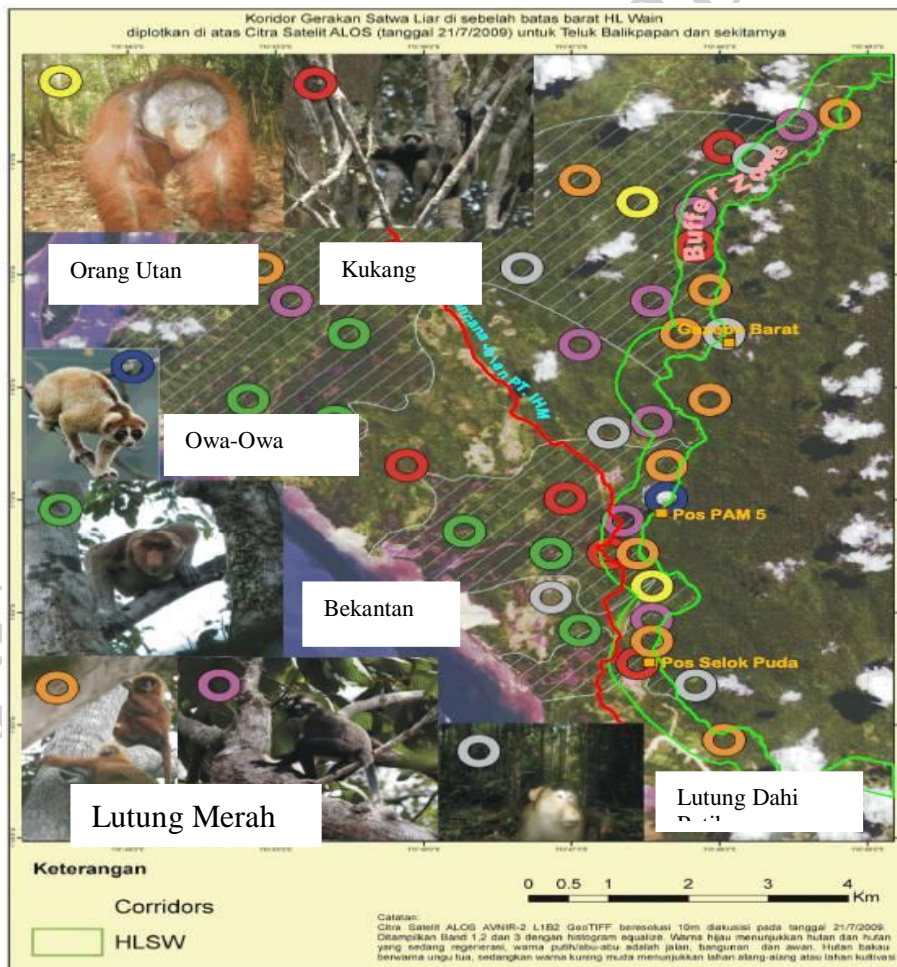 Koridor Gerakan Satwa Liar di sebelah batas barat HL Wain
diplotkan di atas Citra Satelit ALOS (tanggal 21/7/2009) untuk Teluk Balikpapan dan sekitarnya
Buffer Zone
Orang Utan
Kukang
Barat
PT. IHM
Owa-Owa
Pos PAM 5
Bekantan
Pos Selok Puda
Lutung Merah
Lutung Dahi
Keterangan
Corridors
HLSW
0 0.5 1 2 3 4
Km
Catatan:
Citra Satelit ALOS AVNIR-2 L1B2 GeoTIFF beresolusi 10m diakusisi pada tanggal 21/7/2009.
Ditampilkan Band 1,2 dan 3 dengan histogram equalize. Warna hijau menunjukkan hutan dan hutan
yang sedang regenerasi, warna putih/abu-abu adalah jalan, bangunan dan awan. Hutan bakau
berwarna ungu tua, sedangkan warna kuning muda menunjukkan lahan alang-alang atau lahan kultivasi